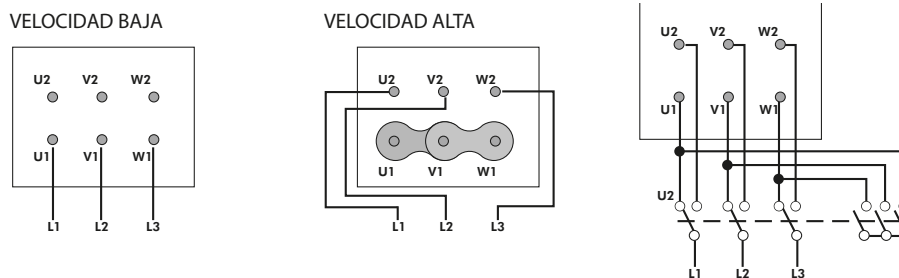 VELOCIDAD BAJA
U2 V2 W2
U1 V1 W1
L1 L2 L3
VELOCIDAD ALTA
U2 V2 W2
U1 V1 W1
L1 L2 L3
U2 V2 W2
U1 V1 W1
U2
L1 L2 L3